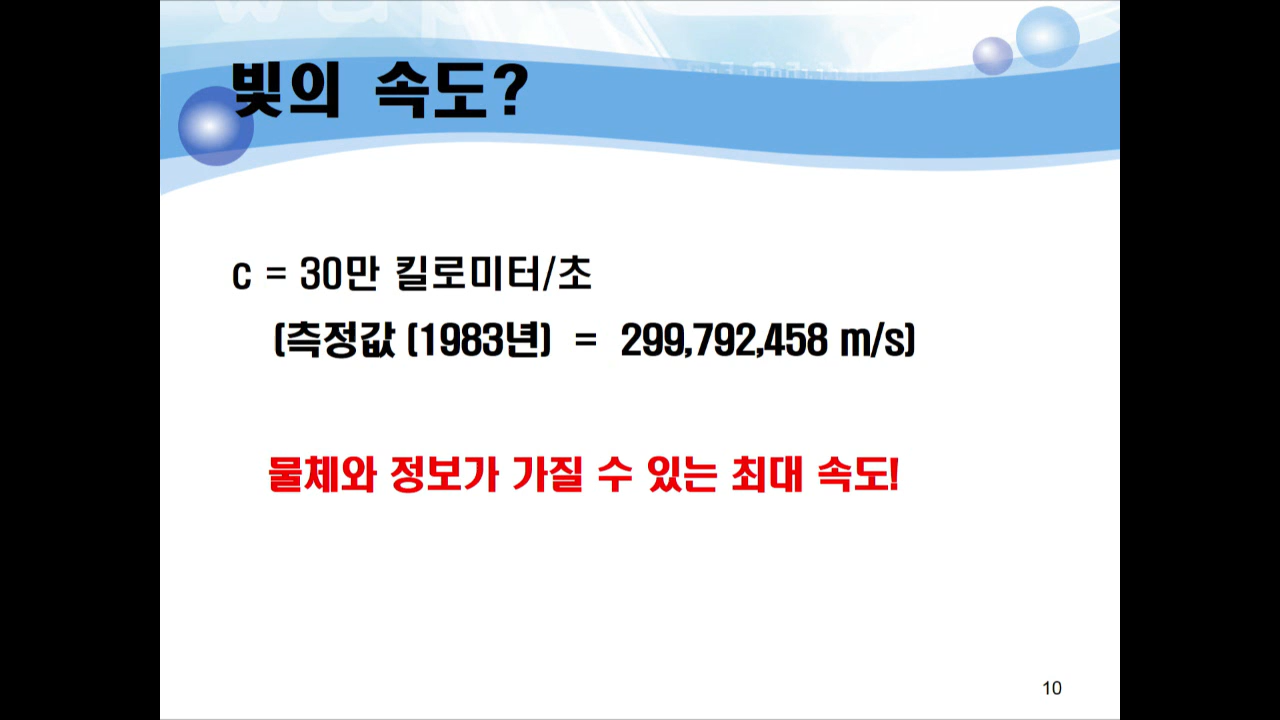 빛의 속도?
c = 30만 킬로미터/초
(측정값 (1983년) = 299,792,458 m/s)
물체와 정보가 가질 수 있는 최대 속도!
10